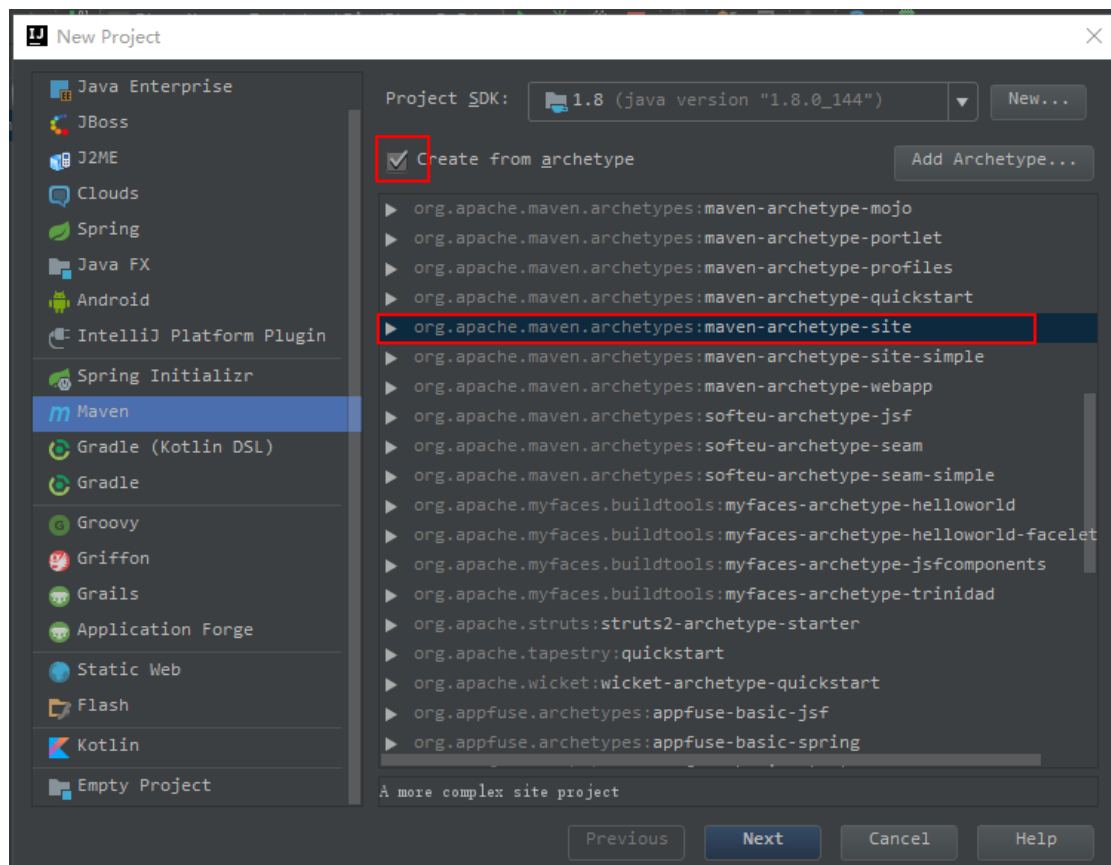 New Project
Java Enterprise
JBoss
J2ME
Clouds
Spring
Java FX
Android
IntelliJ Platform Plugin
Spring Initializr
Maven
Gradle (Kotlin DSL)
Gradle
Groovy
Griffon
Grails
Application Forge
Static Web
Flash
Kotlin
Empty Project
Project SDK: 1.8 (java version "1.8.0_144") New...
Create from archetype Add Archetype...
org.apache.maven.archetypes:maven-archetype-mojo
org.apache.maven.archetypes:maven-archetype-portlet
org.apache.maven.archetypes:maven-archetype-profiles
org.apache.maven.archetypes:maven-archetype-quickstart
org.apache.maven.archetypes:maven-archetype-site
org.apache.maven.archetypes:maven-archetype-site-simple
org.apache.maven.archetypes:maven-archetype-webapp
org.apache.maven.archetypes:softeu-archetype-jsf
org.apache.maven.archetypes:softeu-archetype-seam
org.apache.maven.archetypes:softeu-archetype-seam-simple
org.apache.myfaces.buildtools:myfaces-archetype-helloworld
org.apache.myfaces.buildtools:myfaces-archetype-helloworld-facelet
org.apache.myfaces.buildtools:myfaces-archetype-jsfcomponents
org.apache.myfaces.buildtools:myfaces-archetype-trinidad
org.apache.struts:struts2-archetype-starter
org.apache.tapestry:quickstart
org.apache.wicket:wicket-archetype-quickstart
org.appfuse.archetypes:appfuse-basic-jsf
org.appfuse.archetypes:appfuse-basic-spring
A more complex site project
Previous Next Cancel Help